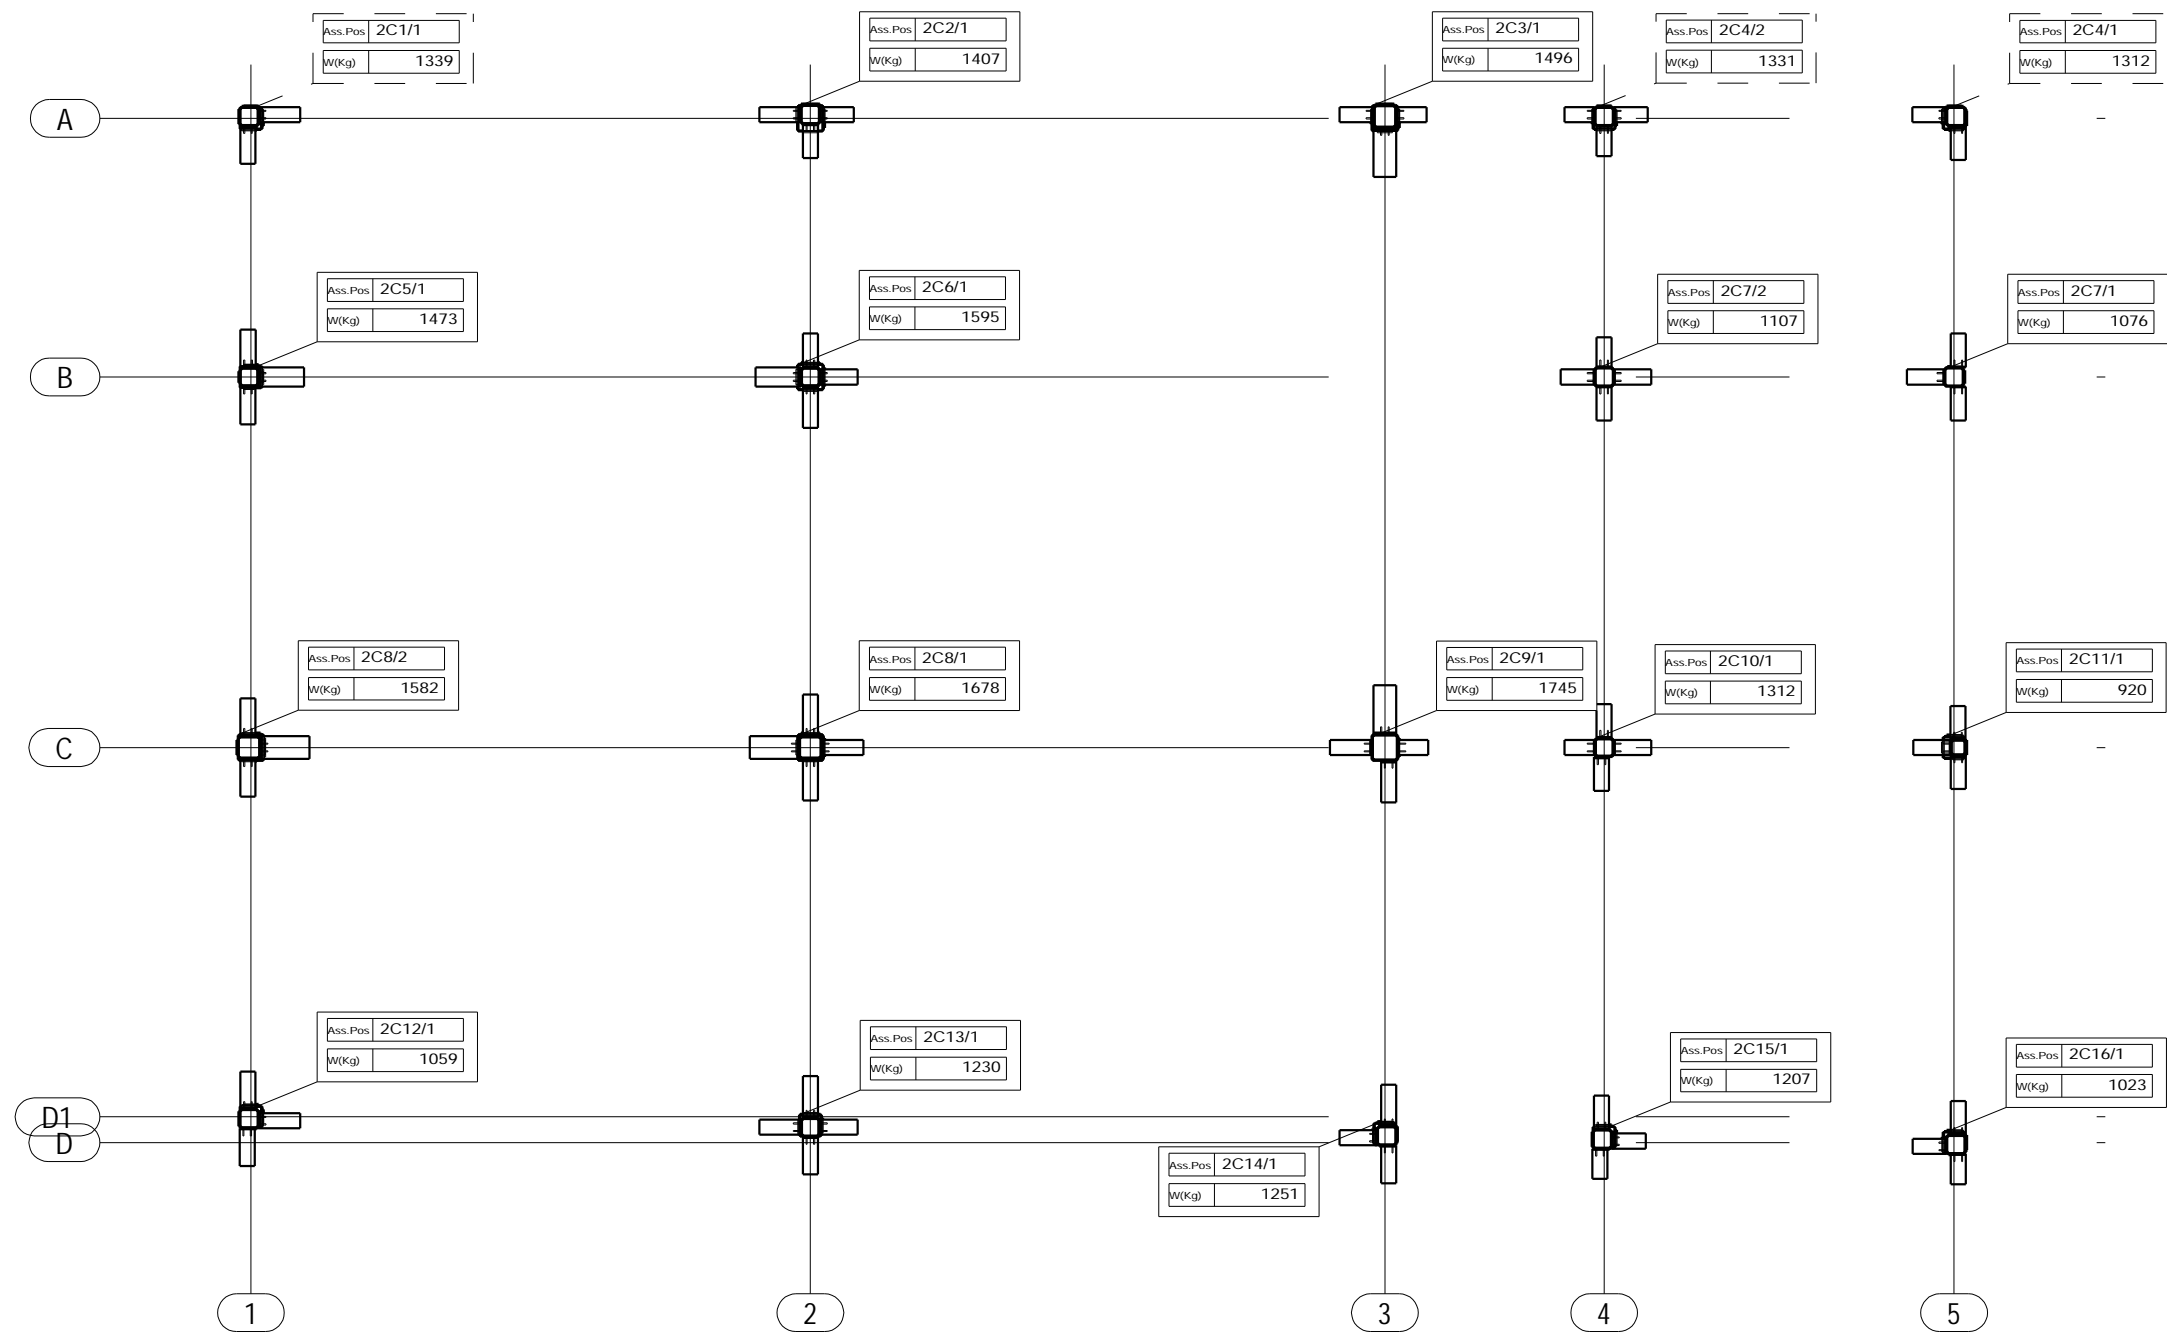 Ass.Pos 2C1/1
W(Kg) 1339
Ass.Pos 2C2/1
W(Kg) 1407
Ass.Pos 2C3/1
W(Kg) 1496
Ass.Pos 2C4/2
W(Kg) 1331
Ass.Pos 2C4/1
W(Kg) 1312
A
Ass.Pos 2C5/1
W(Kg) 1473
Ass.Pos 2C6/1
W(Kg) 1595
Ass.Pos 2C7/2
W(Kg) 1107
Ass.Pos 2C7/1
W(Kg) 1076
B
Ass.Pos 2C8/2
W(Kg) 1582
Ass.Pos 2C8/1
W(Kg) 1678
Ass.Pos 2C9/1
W(Kg) 1745
Ass.Pos 2C10/1
W(Kg) 1312
Ass.Pos 2C11/1
W(Kg) 920
C
Ass.Pos 2C12/1
W(Kg) 1059
Ass.Pos 2C13/1
W(Kg) 1230
Ass.Pos 2C15/1
W(Kg) 1207
Ass.Pos 2C16/1
W(Kg) 1023
D1
D
Ass.Pos 2C14/1
W(Kg) 1251
1
2
3
4
5